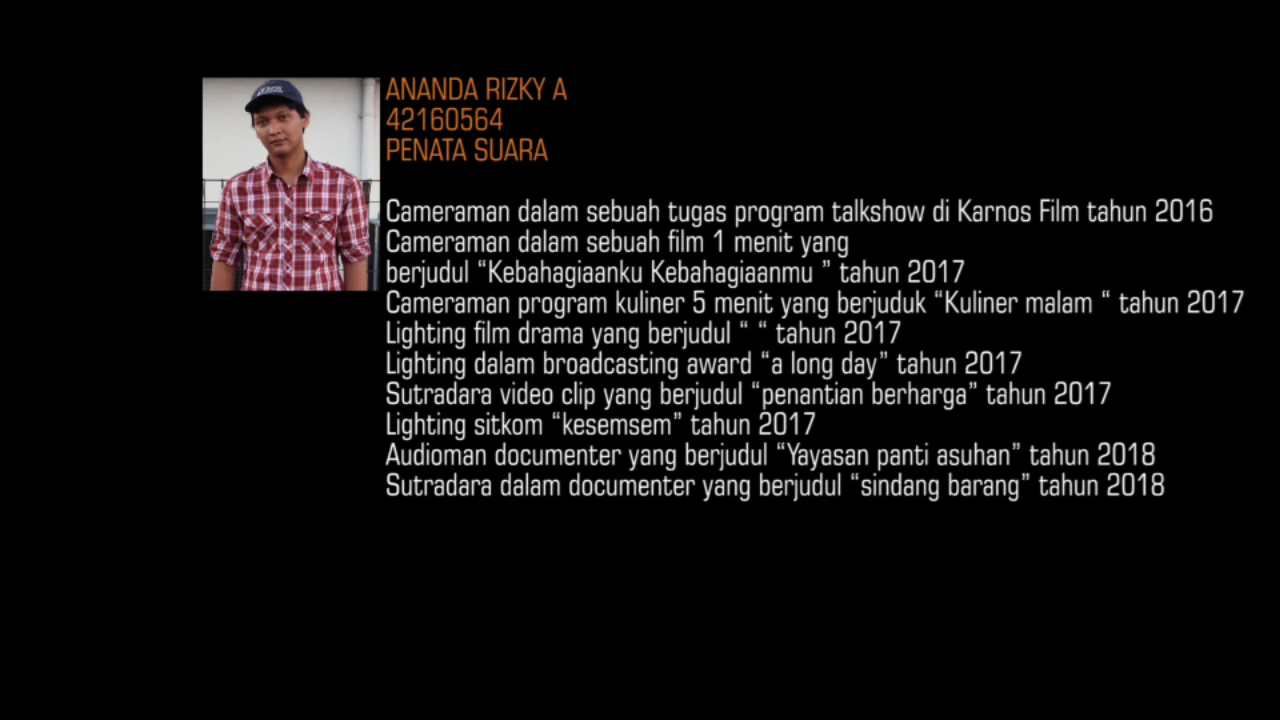 ANANDA RIZKY A
42160564
PENATA SUARA
Cameraman dalam sebuah tugas program talkshow di Karnos Film tahun 2016
Cameraman dalam sebuah film 1 menit yang
berjudul “Kebahagiaanku Kebahagiaanmu ” tahun 2017
Cameraman program kuliner 5 menit yang berjuduk “Kuliner malam “ tahun 2017
Lighting film drama yang berjudul “ “ tahun 2017
Lighting dalam broadcasting award “a long day” tahun 2017
Sutradara video clip yang berjudul “penantian berharga” tahun 2017
Lighting sitkom “kesemsem” tahun 2017
Audioman documenter yang berjudul “Yayasan panti asuhan” tahun 2018
Sutradara dalam documenter yang berjudul “sindang barang” tahun 2018